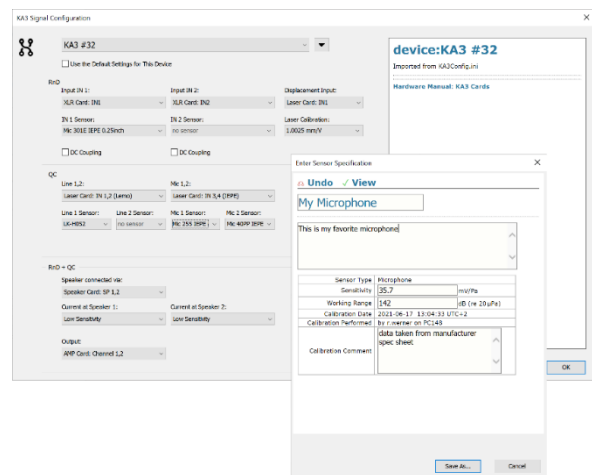 KA3 Signal Configuration
KA3 #32
Use the Default Settings for This Device
device:KA3 #32
Imported from KA3Config.ini
Hardware Manual: KA3 Cards
RnD
Input IN 1: Input IN 2: Displacement Input:
XLR Card: IN1 XLR Card: IN2 Laser Card: IN1
IN 1 Sensor: IN 2 Sensor: Laser Calibration:
Mic 301E IEPE 0.25inch no sensor 1.0025 mm/V
DC Coupling DC Coupling
QC
Line 1,2: Mic 1,2:
Laser Card: IN 1,2 (Lemo) Laser Card: IN 3,4 (IEPE)
Line 1 Sensor: Line 2 Sensor: Mic 1 Sensor: Mic 2 Sensor:
LK-H052 no sensor Mic 255 IEPE Mic 40PP IEPE
RnD + QC
Speaker connected via:
Speaker Card: SP 1,2
Current at Speaker 1: Current at Speaker 2:
Low Sensitivity Low Sensitivity
Output:
AMP Card: Channel 1,2
OK
Enter Sensor Specification
Undo View
My Microphone
This is my favorite microphone
Sensor Type Microphone
Sensitivity 35.7 mV/Pa
Working Range 142 dB (re 20µPa)
Calibration Date 2021-06-17 13:04:33 UTC+2
Calibration Performed by r.werner on PC148
Calibration Comment data taken from manufacturer
spec sheet
Save As... Cancel